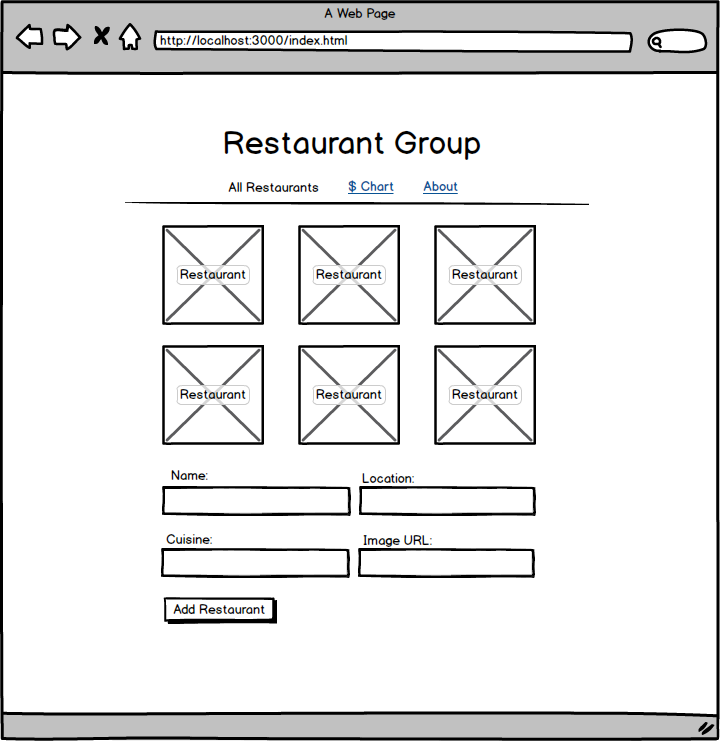 A Web Page
http://localhost:3000/index.html
Restaurant Group
All Restaurants $ Chart About
Restaurant Restaurant Restaurant
Restaurant Restaurant Restaurant
Name: Location:
Cuisine: Image URL:
Add Restaurant